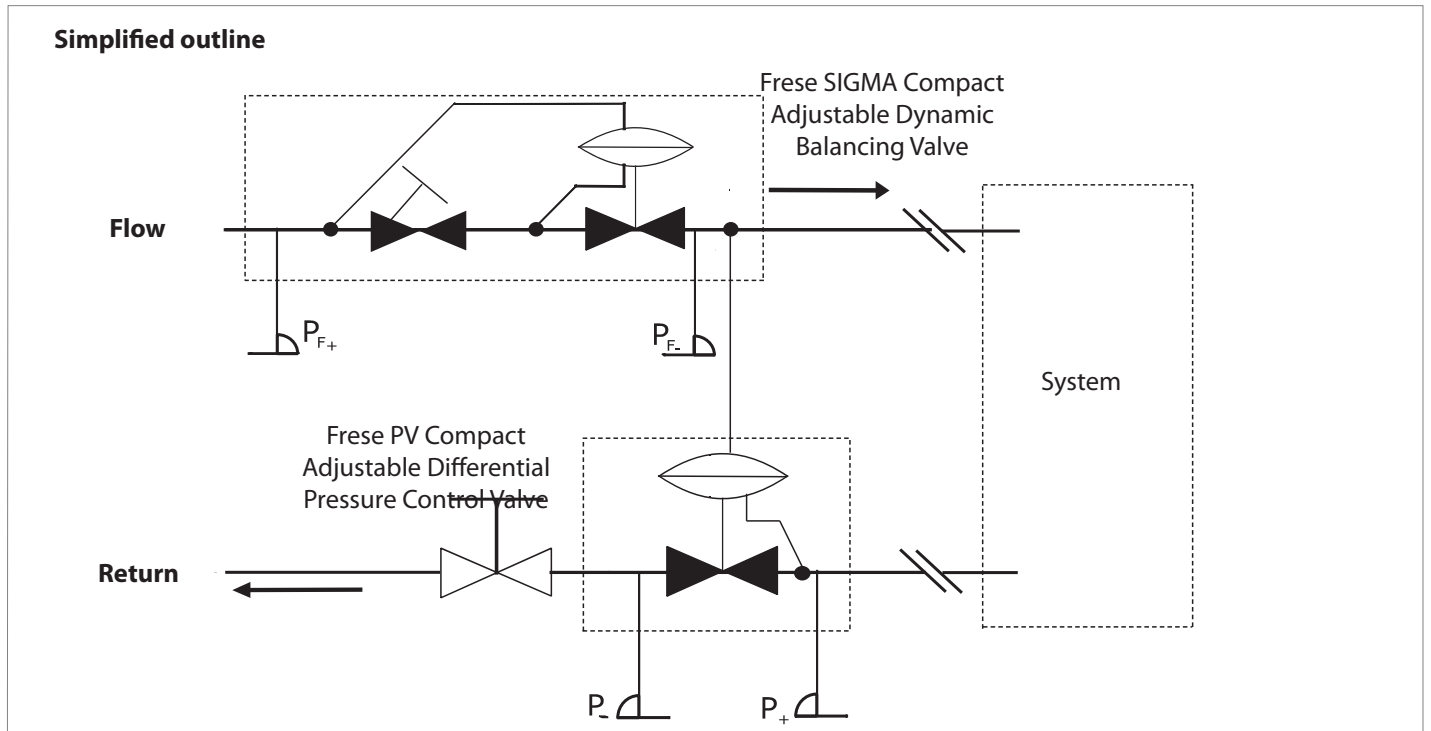 Simplified outline
Frese SIGMA Compact
Adjustable Dynamic
Balancing Valve
Flow
PF+
PF-
System
Frese PV Compact
Adjustable Differential
Pressure Control Valve
Return
P-
P+